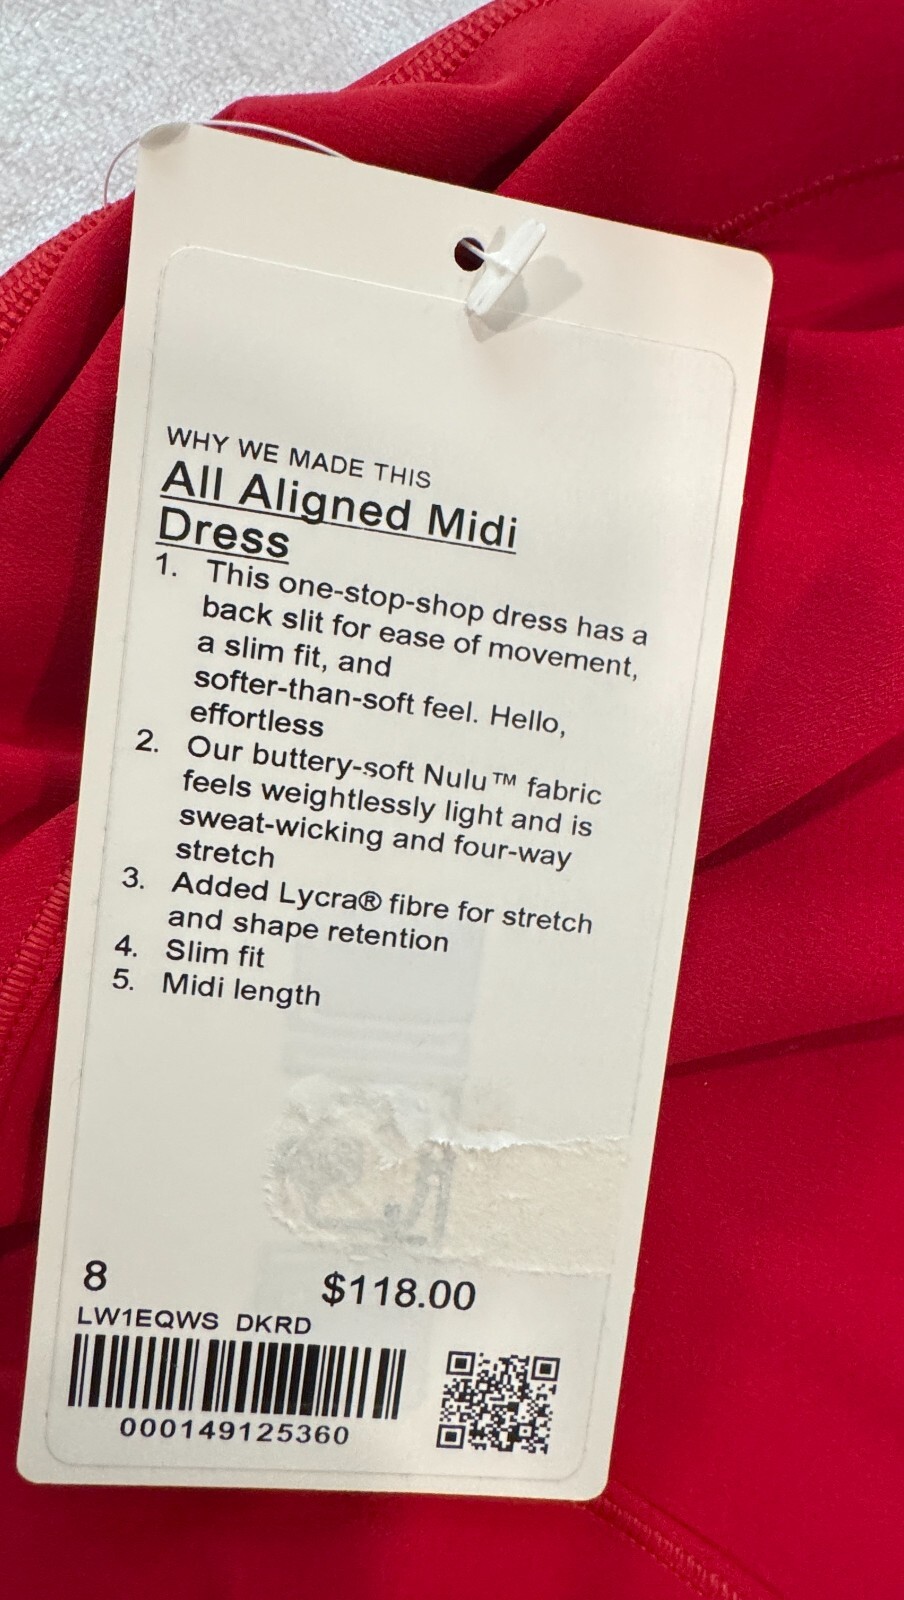 WHY WE MADE THIS
All Aligned Midi
Dress
1. This one-stop-shop dress has a
back slit for ease of movement,
a slim fit, and
softer-than-soft feel. Hello,
effortless
2. Our buttery-soft Nulu™ fabric
feels weightlessly light and is
sweat-wicking and four-way
stretch
3. Added Lycra® fibre for stretch
and shape retention
4. Slim fit
5. Midi length
8 $118.00
LW1EQWS DKRD
000149125360